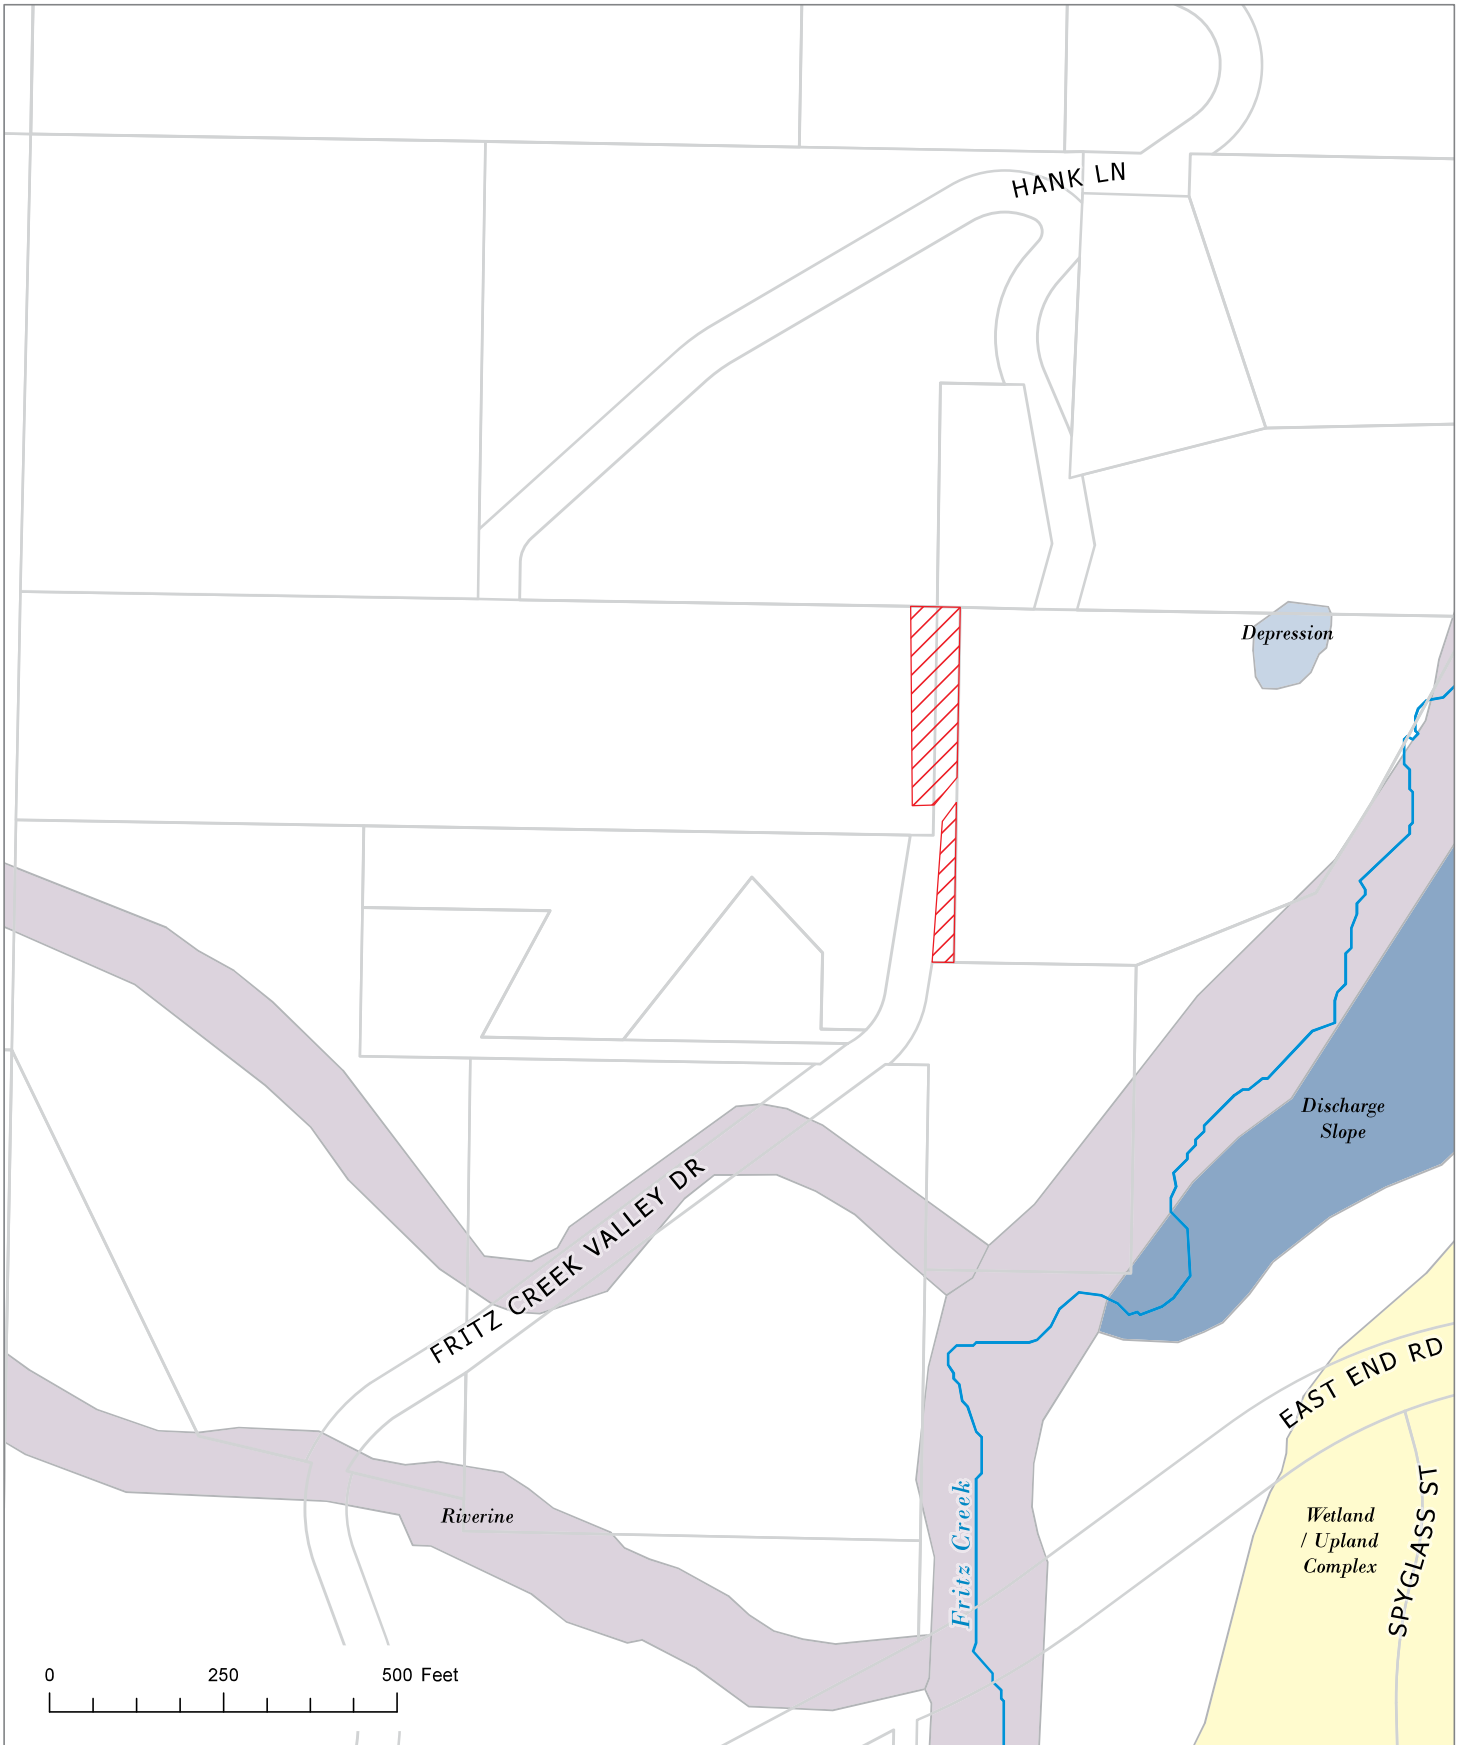 HANK LN
Depression
Discharge
Slope
FRITZ CREEK VALLEY DR
EAST END RD
Riverine
Fritz Creek
Wetland
/ Upland
Complex
SPYGLASS ST
0 250 500 Feet